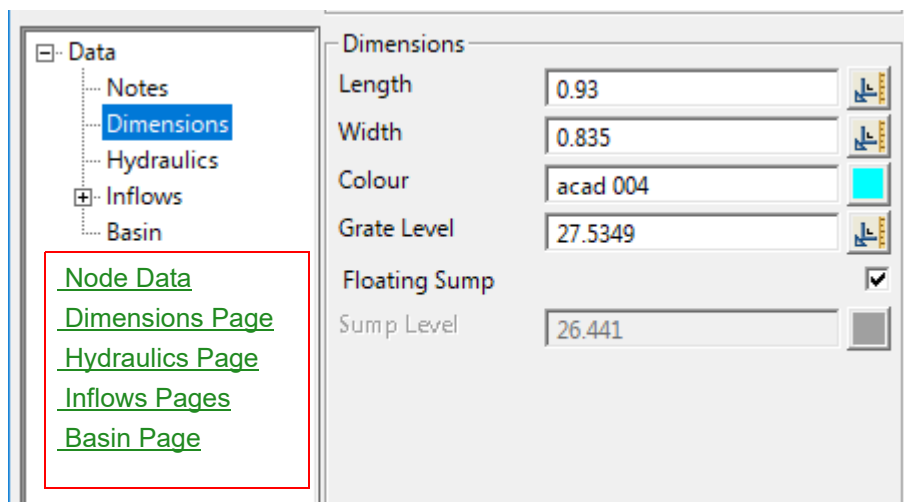 Data
Notes
Dimensions
Hydraulics
Inflows
Basin
Node Data
Dimensions Page
Hydraulics Page
Inflows Pages
Basin Page
Dimensions
Length 0.93
Width 0.835
Colour acad 004
Grate Level 27.5349
Floating Sump
Sump Level 26.441